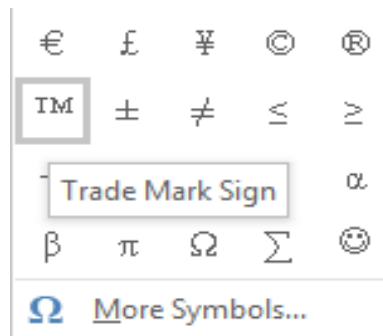 € £ ¥ © ®
™ ± ≠ ≤ ≥
Trade Mark Sign α
β π Ω ∑ ☺
Ω More Symbols...